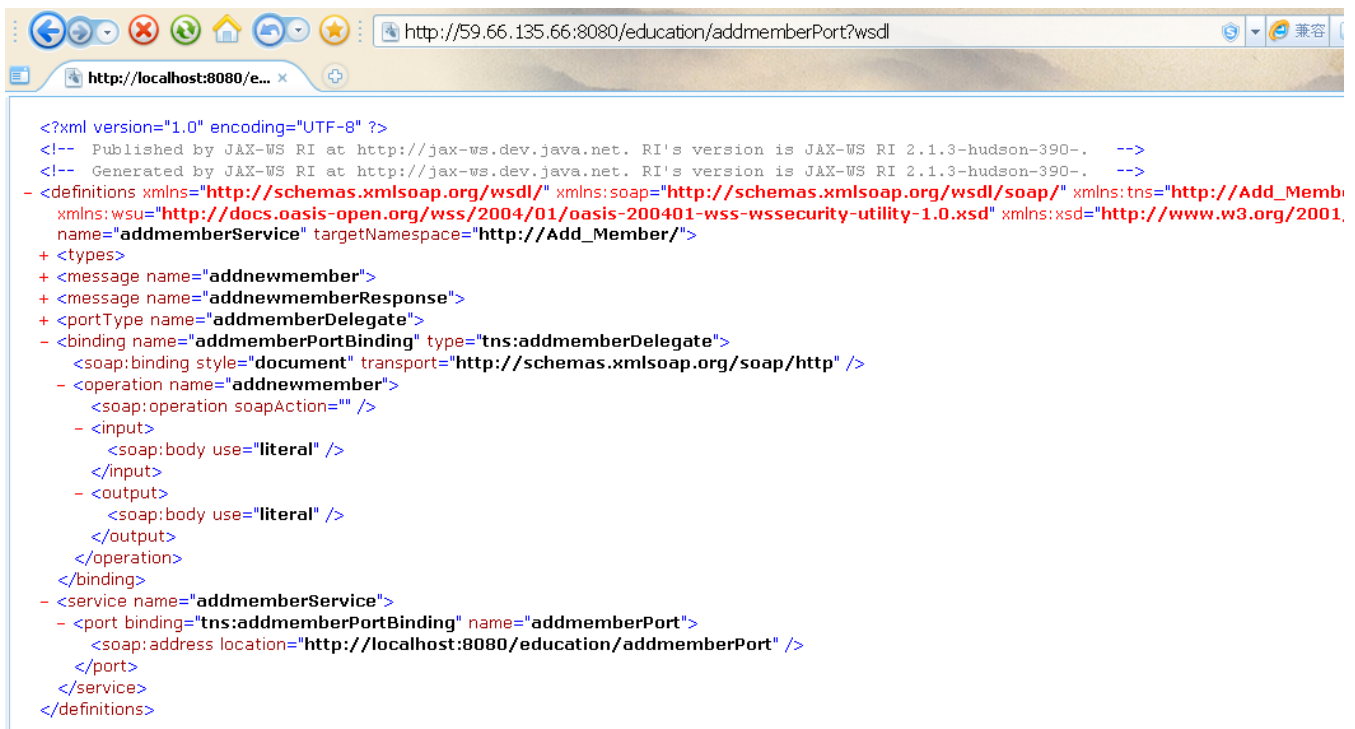 http://59.66.135.66:8080/education/addmemberPort?wsdl
兼容
http://localhost:8080/e... ×
<?xml version="1.0" encoding="UTF-8" ?>
<!-- Published by JAX-WS RI at http://jax-ws.dev.java.net. RI's version is JAX-WS RI 2.1.3-hudson-390-. -->
<!-- Generated by JAX-WS RI at http://jax-ws.dev.java.net. RI's version is JAX-WS RI 2.1.3-hudson-390-. -->
- <definitions xmlns="http://schemas.xmlsoap.org/wsdl/" xmlns:soap="http://schemas.xmlsoap.org/wsdl/soap/" xmlns:tns="http://Add_Membe
xmlns:wsu="http://docs.oasis-open.org/wss/2004/01/oasis-200401-wss-wssecurity-utility-1.0.xsd" xmlns:xsd="http://www.w3.org/2001,
name="addmemberService" targetNamespace="http://Add_Member/">
+ <types>
+ <message name="addnewmember">
+ <message name="addnewmemberResponse">
+ <portType name="addmemberDelegate">
- <binding name="addmemberPortBinding" type="tns:addmemberDelegate">
<soap:binding style="document" transport="http://schemas.xmlsoap.org/soap/http" />
- <operation name="addnewmember">
<soap:operation soapAction="" />
- <input>
<soap:body use="literal" />
</input>
- <output>
<soap:body use="literal" />
</output>
</operation>
</binding>
- <service name="addmemberService">
- <port binding="tns:addmemberPortBinding" name="addmemberPort">
<soap:address location="http://localhost:8080/education/addmemberPort" />
</port>
</service>
</definitions>